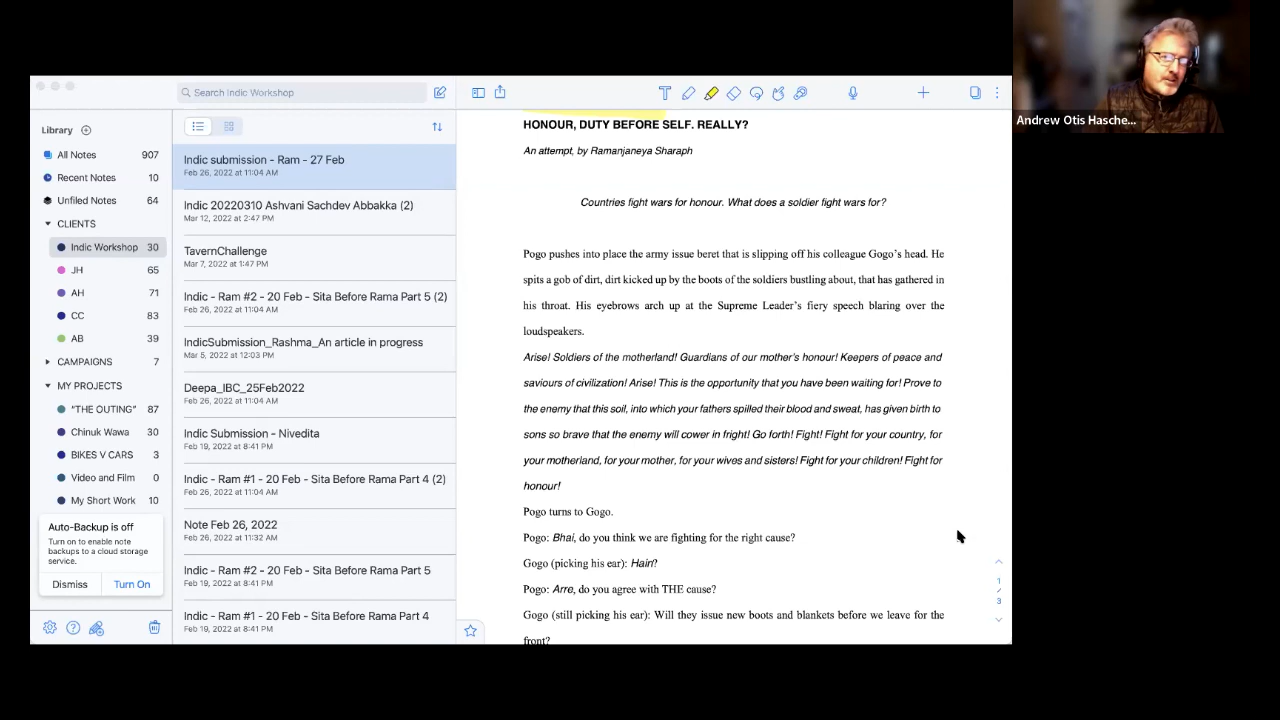 Search Indic Workshop
Library
All Notes 907
Recent Notes 10
Unfiled Notes 64
CLIENTS
Indic Workshop 30
JH 65
AH 71
CC 83
AB 39
CAMPAIGNS 7
MY PROJECTS
"THE OUTING" 87
Chinuk Wawa 30
BIKES V CARS 3
Video and Film 0
My Short Work 10
Auto-Backup is off
Turn on to enable note
backups to a cloud storage
service.
Dismiss Turn On
Indic submission - Ram - 27 Feb
Feb 26, 2022 at 11:04 AM
Indic 20220310 Ashvani Sachdev Abbakka (2)
Mar 12, 2022 at 2:47 PM
TavernChallenge
Mar 7, 2022 at 1:47 PM
Indic - Ram #2 - 20 Feb - Sita Before Rama Part 5 (2)
Feb 26, 2022 at 11:04 AM
IndicSubmission_Rashma_An article in progress
Mar 5, 2022 at 12:03 PM
Deepa_IBC_25Feb2022
Feb 26, 2022 at 11:04 AM
Indic Submission - Nivedita
Feb 19, 2022 at 8:41 PM
Indic - Ram #1 - 20 Feb - Sita Before Rama Part 4 (2)
Feb 26, 2022 at 11:04 AM
Note Feb 26, 2022
Feb 26, 2022 at 11:32 AM
Indic - Ram #2 - 20 Feb - Sita Before Rama Part 5
Feb 19, 2022 at 8:41 PM
Indic - Ram #1 - 20 Feb - Sita Before Rama Part 4
Feb 19, 2022 at 8:41 PM
HONOUR, DUTY BEFORE SELF. REALLY?
An attempt, by Ramanjaneya Sharaph
Countries fight wars for honour. What does a soldier fight wars for?
Pogo pushes into place the army issue beret that is slipping off his colleague Gogo's head. He
spits a gob of dirt, dirt kicked up by the boots of the soldiers bustling about, that has gathered in
his throat. His eyebrows arch up at the Supreme Leader's fiery speech blaring over the
loudspeakers.
Arise! Soldiers of the motherland! Guardians of our mother's honour! Keepers of peace and
saviours of civilization! Arise! This is the opportunity that you have been waiting for! Prove to
the enemy that this soil, into which your fathers spilled their blood and sweat, has given birth to
sons so brave that the enemy will cower in fright! Go forth! Fight! Fight for your country, for
your motherland, for your mother, for your wives and sisters! Fight for your children! Fight for
honour!
Pogo turns to Gogo.
Pogo: Bhai, do you think we are fighting for the right cause?
Gogo (picking his ear): Hain?
Pogo: Arre, do you agree with THE cause?
Gogo (still picking his ear): Will they issue new boots and blankets before we leave for the
front?
1
3
Andrew Otis Hasche...